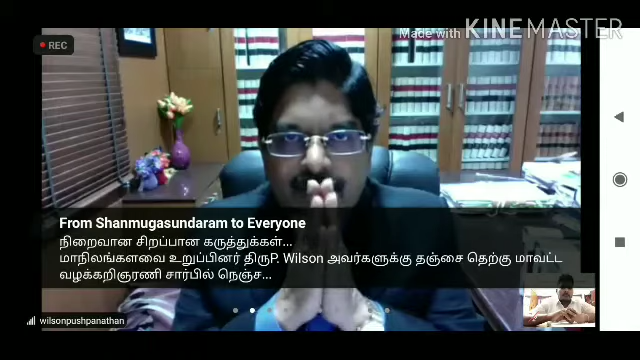 Made with KINEMASTER
REC
From Shanmugasundaram to Everyone
நிறைவான சிறப்பான கருத்துக்கள்...
மாநிலங்களவை உறுப்பினர் திருP. Wilson அவர்களுக்கு தஞ்சை தெற்கு மாவட்ட
வழக்கறிஞரணி சார்பில் நெஞ்ச...
wilsonpushpanathan